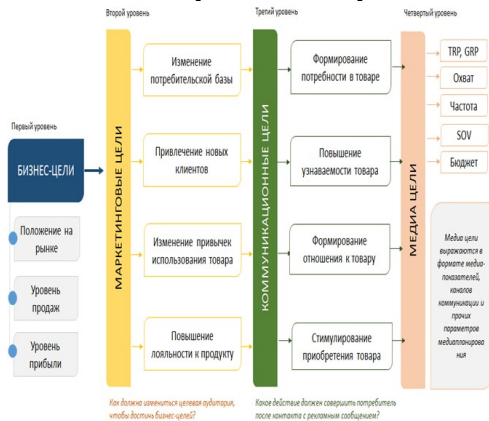 Первый уровень
БИЗНЕС-ЦЕЛИ
Положение на
рынке
Уровень
продаж
Уровень
прибыли
Второй уровень
МАРКЕТИНГОВЫЕ ЦЕЛИ
Изменение
потребительской базы
Привлечение новых
клиентов
Изменение привычек
использования товара
Повышение
лояльности к продукту
Как должна измениться целевая аудитория,
чтобы достичь бизнес-целей?
Третий уровень
КОММУНИКАЦИОННЫЕ ЦЕЛИ
Формирование
потребности в товаре
Повышение
узнаваемости товара
Формирование
отношения к товару
Стимулирование
приобретения товара
Какое действие должен совершить потребитель
после контакта с рекламным сообщением?
Четвертый уровень
МЕДИА ЦЕЛИ
TRP, GRP
Охват
Частота
SOV
Бюджет
Медиа цели
выражаются в
формате медиа-
показателей,
каналов
коммуникации и
прочих
параметров
медиапланирова
ния